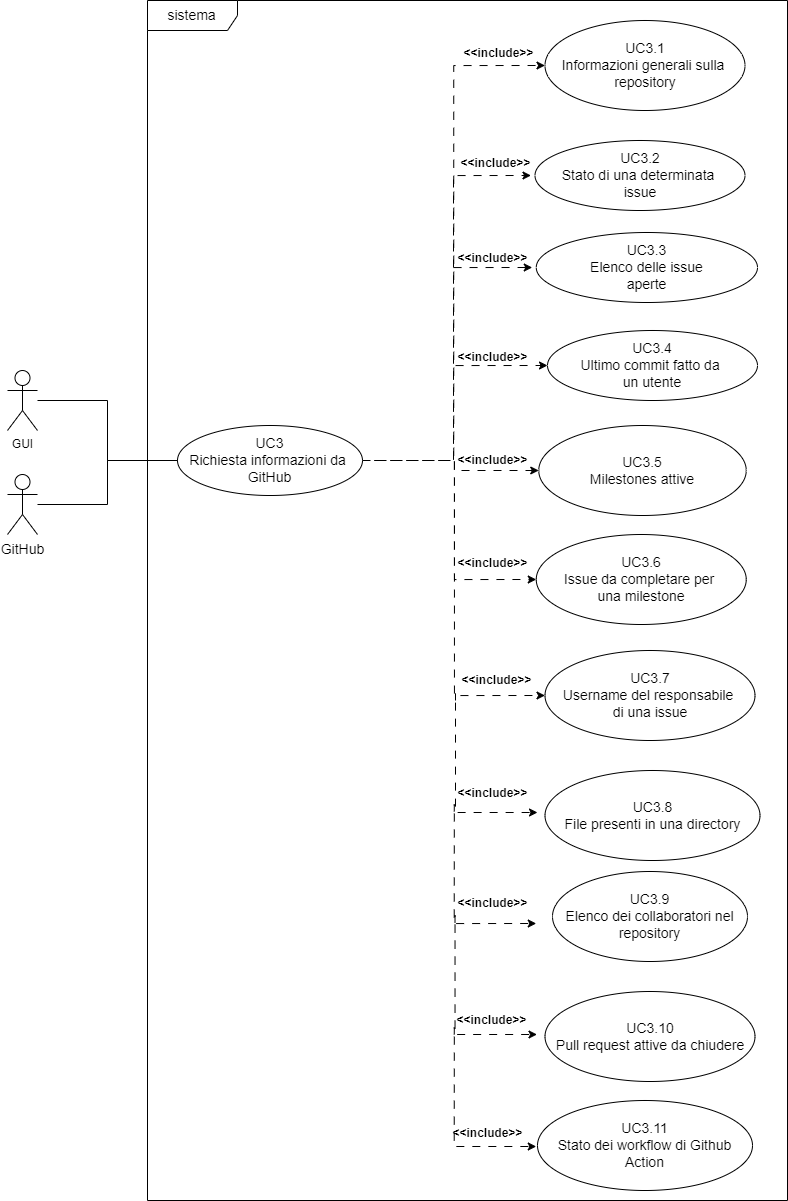 sistema
<<include>>
UC3.1
Informazioni generali sulla
repository
<<include>>
UC3.2
Stato di una determinata
issue
<<include>>
UC3.3
Elenco delle issue
aperte
<<include>>
UC3.4
Ultimo commit fatto da
un utente
GUI
UC3
Richiesta informazioni da
GitHub
<<include>>
UC3.5
Milestones attive
GitHub
<<include>>
UC3.6
Issue da completare per
una milestone
<<include>>
UC3.7
Username del responsabile
di una issue
<<include>>
UC3.8
File presenti in una directory
<<include>>
UC3.9
Elenco dei collaboratori nel
repository
<<include>>
UC3.10
Pull request attive da chiudere
<<include>>
UC3.11
Stato dei workflow di Github
Action